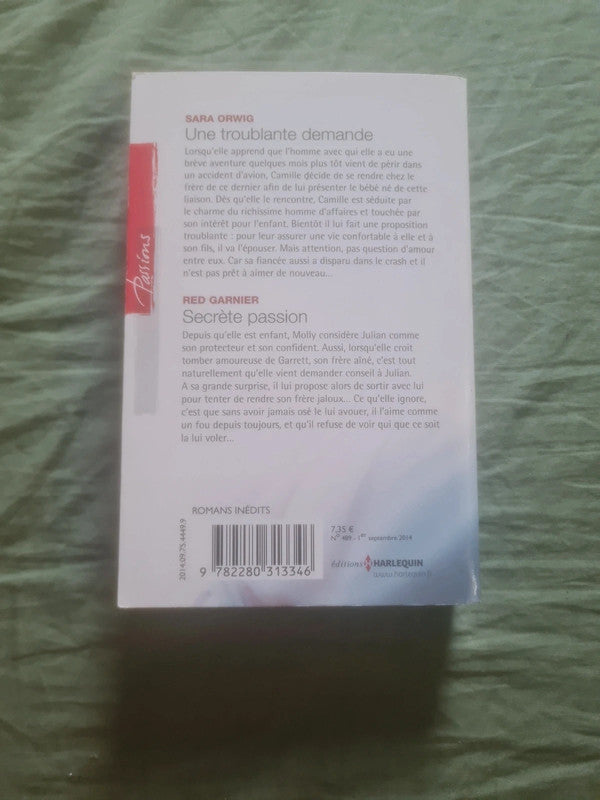 SARA ORWIG
Une troublante demande
Lorsqu'elle apprend que l'homme avec qui elle a eu une
brève aventure quelques mois plus tôt vient de périr dans
un accident d'avion, Camille décide de se rendre chez le
frère de ce dernier afin de lui présenter le bébé né de cette
liaison. Dès qu'elle le rencontre, Camille est séduite par
le charme du richissime homme d'affaires et touchée par
son intérêt pour l'enfant. Bientôt il lui fait une proposition
troublante : pour leur assurer une vie confortable à elle et à
son fils, il va l'épouser. Mais attention, pas question d'amour
entre eux. Car sa fiancée aussi a disparu dans le crash et il
n'est pas prêt à aimer de nouveau...
Passions
RED GARNIER
Secrète passion
Depuis qu'elle est enfant, Molly considère Julian comme
son protecteur et son confident. Aussi, lorsqu'elle croit
tomber amoureuse de Garrett, son frère aîné, c'est tout
naturellement qu'elle vient demander conseil à Julian.
A sa grande surprise, il lui propose alors de sortir avec lui
pour tenter de rendre son frère jaloux... Ce qu'elle ignore,
c'est que sans avoir jamais osé le lui avouer, il l'aime comme
un fou depuis toujours, et qu'il refuse de voir qui que ce soit
la lui voler...
ROMANS INÉDITS
2014.09.75.4449.9
9 782280 313346
7,35 €
N° 489 - 1er septembre 2014
éditions HARLEQUIN
www.harlequin.fr